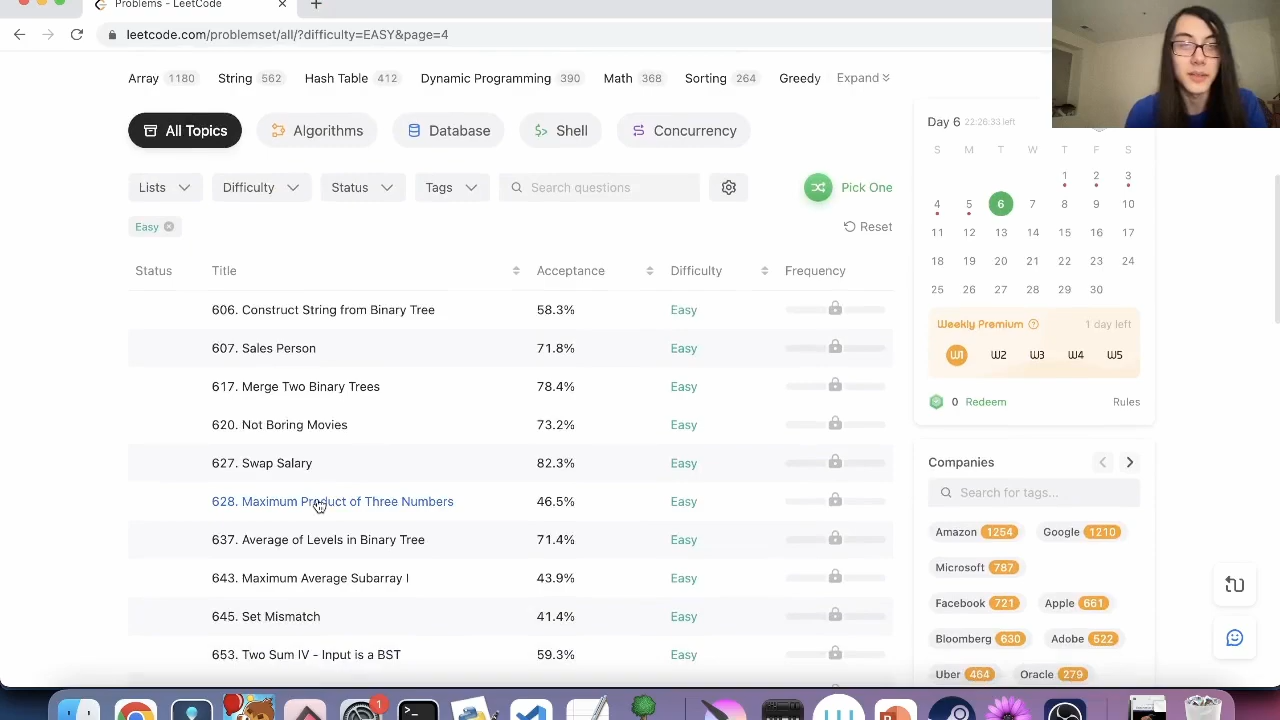 Problems - LeetCode
leetcode.com/problemset/all/?difficulty=EASY&page=4
Array 1180 String 562 Hash Table 412 Dynamic Programming 390 Math 368 Sorting 264 Greedy Expand
All Topics Algorithms Database Shell Concurrency
Lists Difficulty Status Tags Search questions Pick One
Easy Reset
Status Title Acceptance Difficulty Frequency
606. Construct String from Binary Tree 58.3% Easy
607. Sales Person 71.8% Easy
617. Merge Two Binary Trees 78.4% Easy
620. Not Boring Movies 73.2% Easy
627. Swap Salary 82.3% Easy
628. Maximum Product of Three Numbers 46.5% Easy
637. Average of Levels in Binary Tree 71.4% Easy
643. Maximum Average Subarray I 43.9% Easy
645. Set Mismatch 41.4% Easy
653. Two Sum IV - Input is a BST 59.3% Easy
Day 6 22:26:33 left
S M T W T F S
1 2 3
4 5 6 7 8 9 10
11 12 13 14 15 16 17
18 19 20 21 22 23 24
25 26 27 28 29 30
Weekly Premium 1 day left
W1 W2 W3 W4 W5
0 Redeem Rules
Companies
Search for tags...
Amazon 1254 Google 1210
Microsoft 787
Facebook 721 Apple 661
Bloomberg 630 Adobe 522
Uber 464 Oracle 279
1